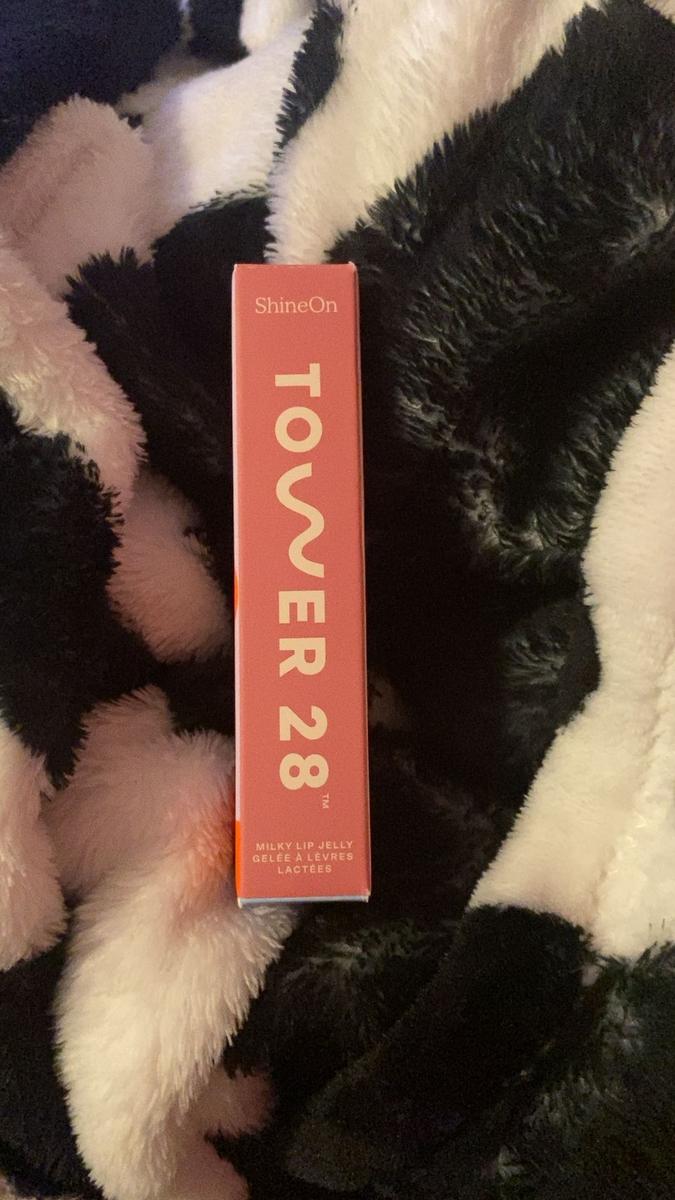 ShineOn
TOWER 28™
MILKY LIP JELLY
GELÉE À LÈVRES
LACTÉES